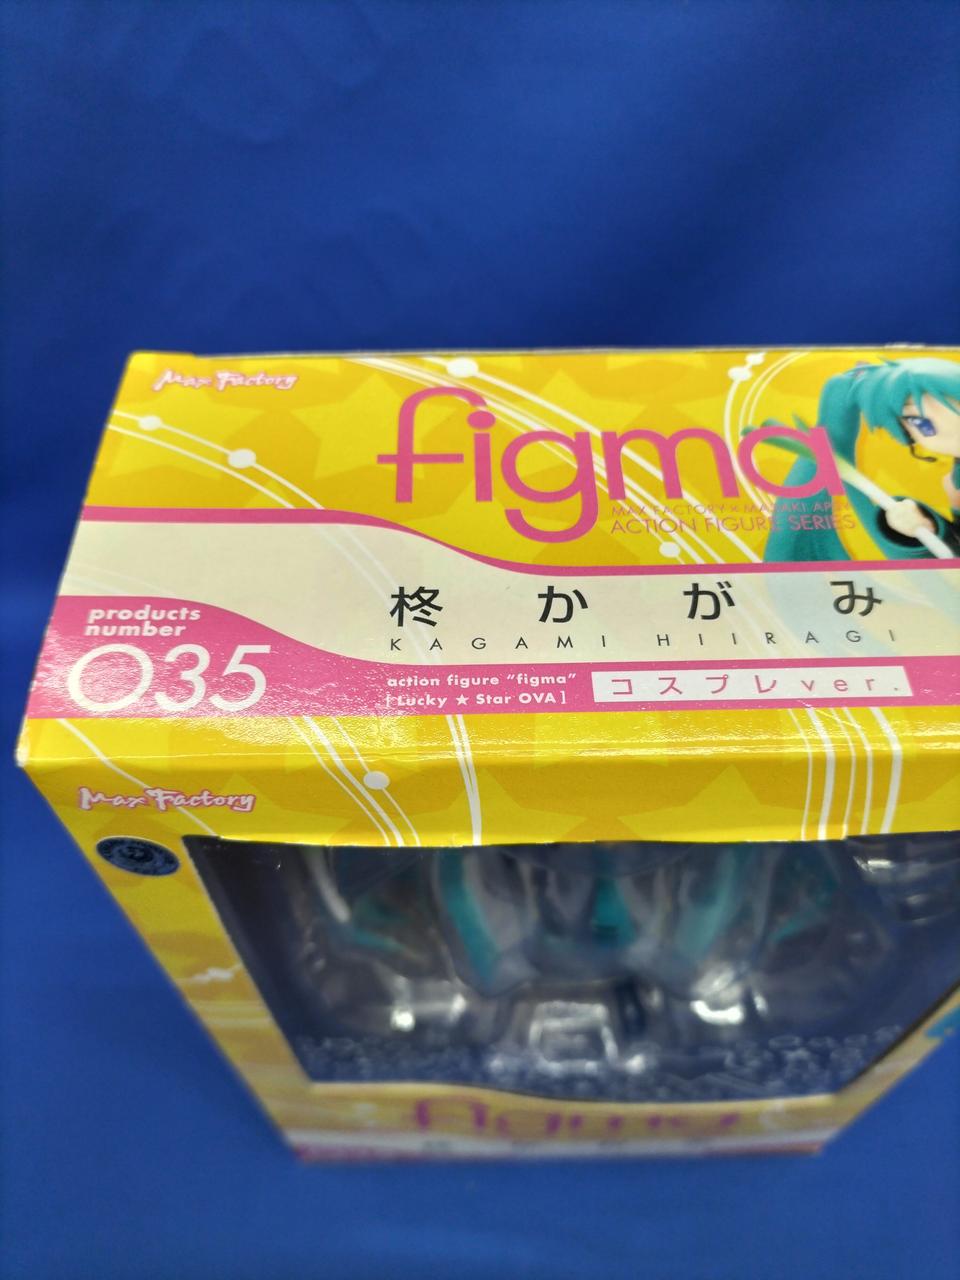 Max Factory
figma
MAX FACTORY × MASAKI APSY
ACTION FIGURE SERIES
柊かがみ
KAGAMI HIIRAGI
products
number
035
action figure "figma"
[Lucky ★ Star OVA]
コスプレver.
Max Factory
figma